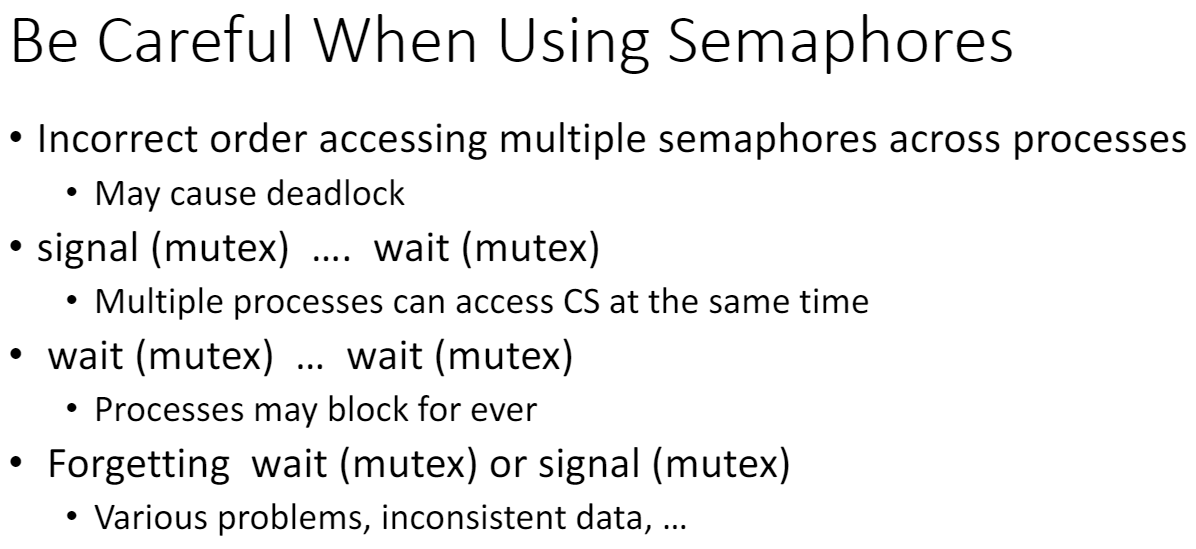 Be Careful When Using Semaphores
• Incorrect order accessing multiple semaphores across processes
• May cause deadlock
• signal (mutex) .... wait (mutex)
• Multiple processes can access CS at the same time
• wait (mutex) … wait (mutex)
• Processes may block for ever
• Forgetting wait (mutex) or signal (mutex)
• Various problems, inconsistent data, …